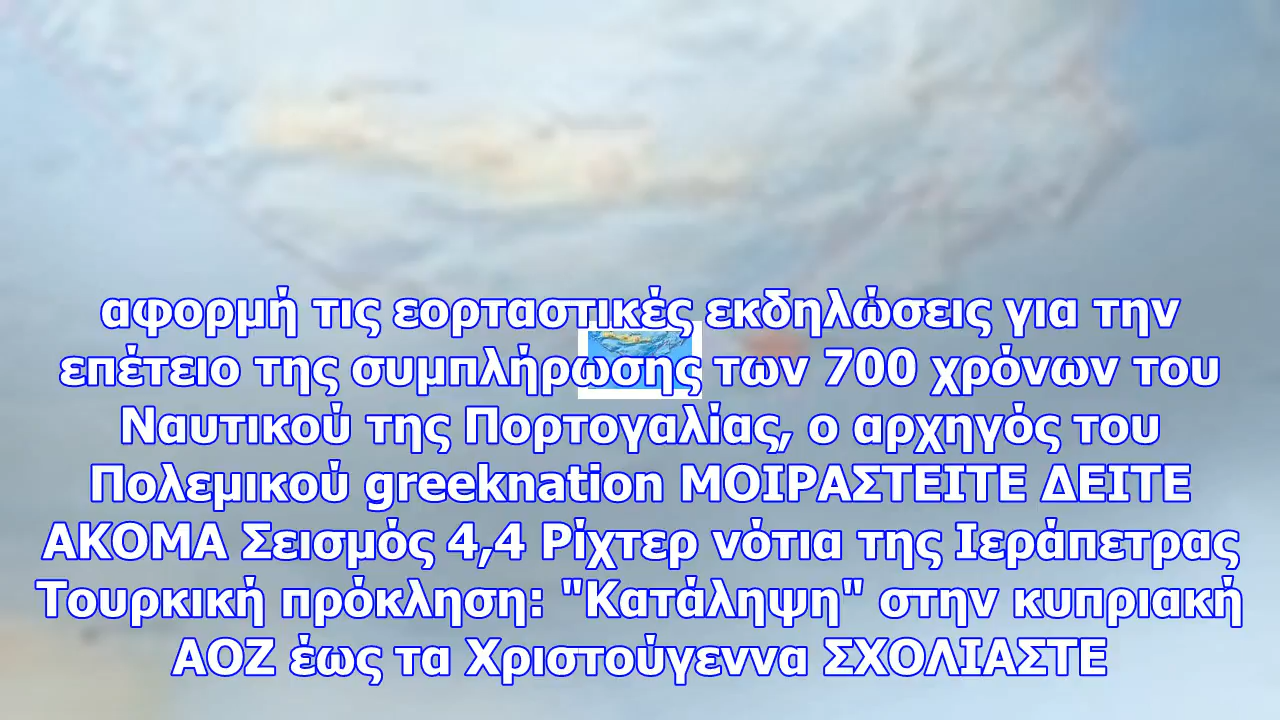 αφορμή τις εορταστικές εκδηλώσεις για την
επέτειο της συμπλήρωσης των 700 χρόνων του
Ναυτικού της Πορτογαλίας, ο αρχηγός του
Πολεμικού greeknation ΜΟΙΡΑΣΤΕΙΤΕ ΔΕΙΤΕ
ΑΚΟΜΑ Σεισμός 4,4 Ρίχτερ νότια της Ιεράπετρας
Τουρκική πρόκληση: "Κατάληψη" στην κυπριακή
ΑΟΖ έως τα Χριστούγεννα ΣΧΟΛΙΑΣΤΕ